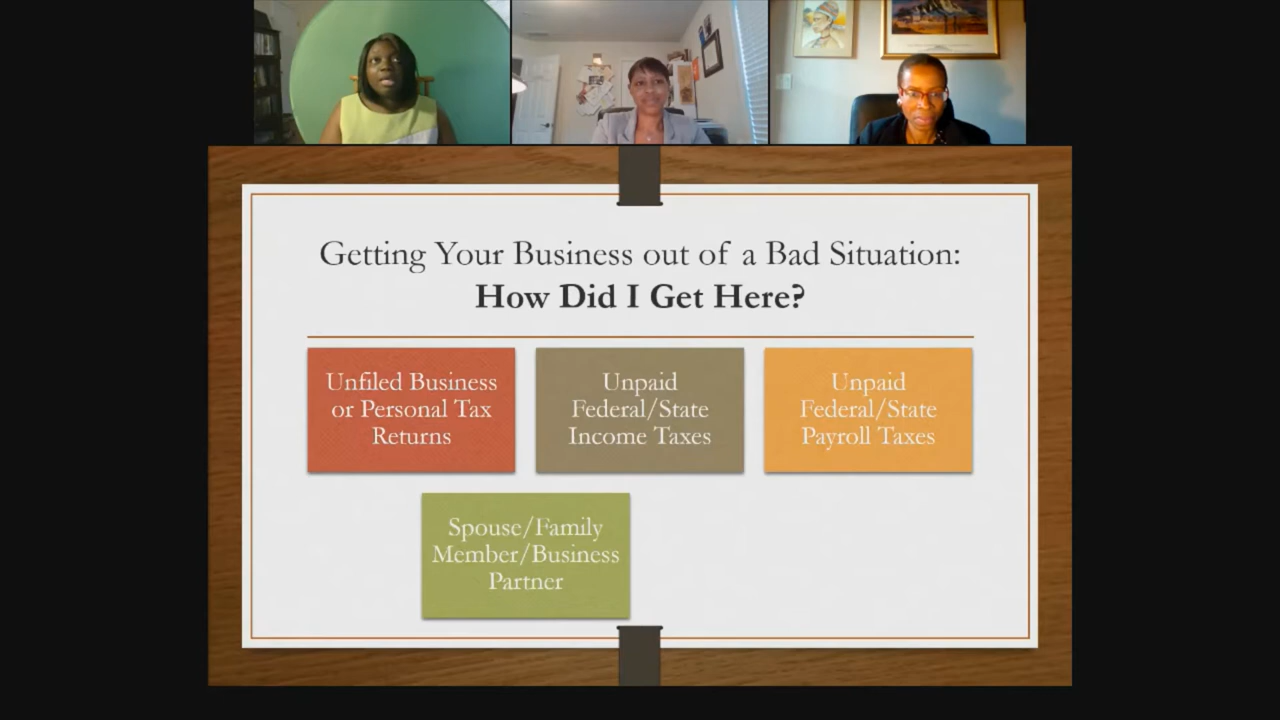 Getting Your Business out of a Bad Situation:
How Did I Get Here?
Unfiled Business
or Personal Tax
Returns
Unpaid
Federal/State
Income Taxes
Unpaid
Federal/State
Payroll Taxes
Spouse/Family
Member/Business
Partner